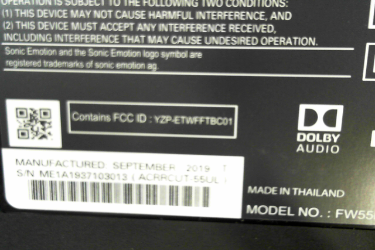 OPERATION IS SUBJECT TO THE FOLLOWING TWO CONDITIONS:
(1) THIS DEVICE MAY NOT CAUSE HARMFUL INTERFERENCE, AND
(2) THIS DEVICE MUST ACCEPT ANY INTERFERENCE RECEIVED,
INCLUDING INTERFERENCE THAT MAY CAUSE UNDESIRED OPERATION.
Sonic Emotion and the Sonic Emotion logo symbol are
registered trademarks of sonic emotion ag.
Contains FCC ID : YZP-ETWFFTBC01
DOLBY
AUDIO
MANUFACTURED SEPTEMBER 2019
S/N ME1A1937103013 ( ACRRCUT-55UL )
MADE IN THAILAND
MODEL NO. : FW55